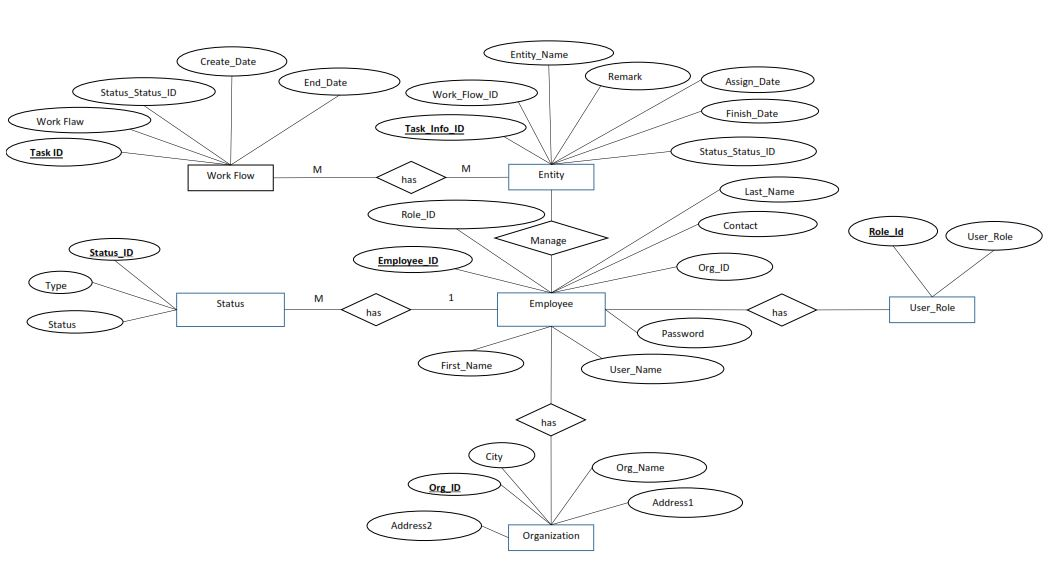 Create_Date
Entity_Name
Remark
Assign_Date
End_Date
Status_Status_ID
Work_Flow_ID
Finish_Date
Work Flaw
Task_Info_ID
Task ID
Status_Status_ID
Work Flow
M
has
M
Entity
Last_Name
Role_ID
Contact
Role_Id
User_Role
Manage
Status_ID
Employee_ID
Org_ID
Type
Status
M
has
1
Employee
has
User_Role
Status
Password
First_Name
User_Name
has
City
Org_Name
Org_ID
Address1
Address2
Organization